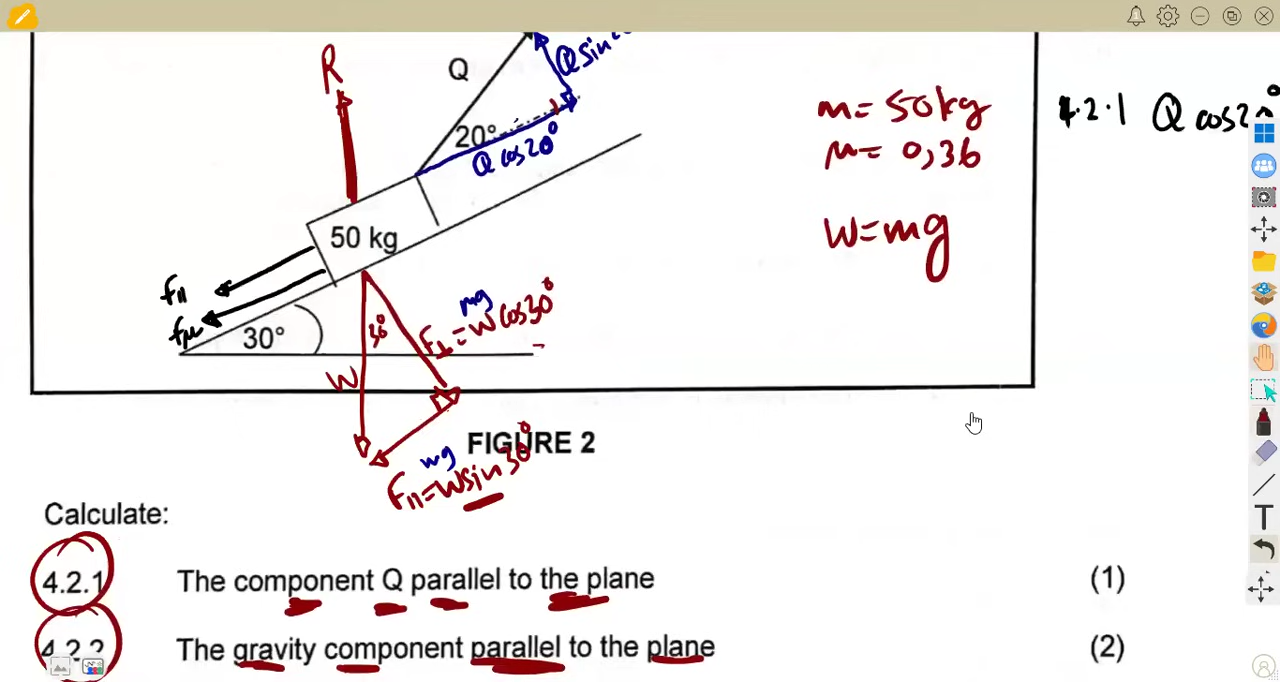 R
Q
Q sin
20°
Q cos 20°
m = 50kg
μ = 0,36
W = mg
4.2.1 Q cos 20°
50 kg
f||
fμ
30°
30°
mg
F⊥ = W cos 30°
W
FIGURE 2
mg
F|| = W sin 30°
Calculate:
4.2.1 The component Q parallel to the plane (1)
4.2.2 The gravity component parallel to the plane (2)
T